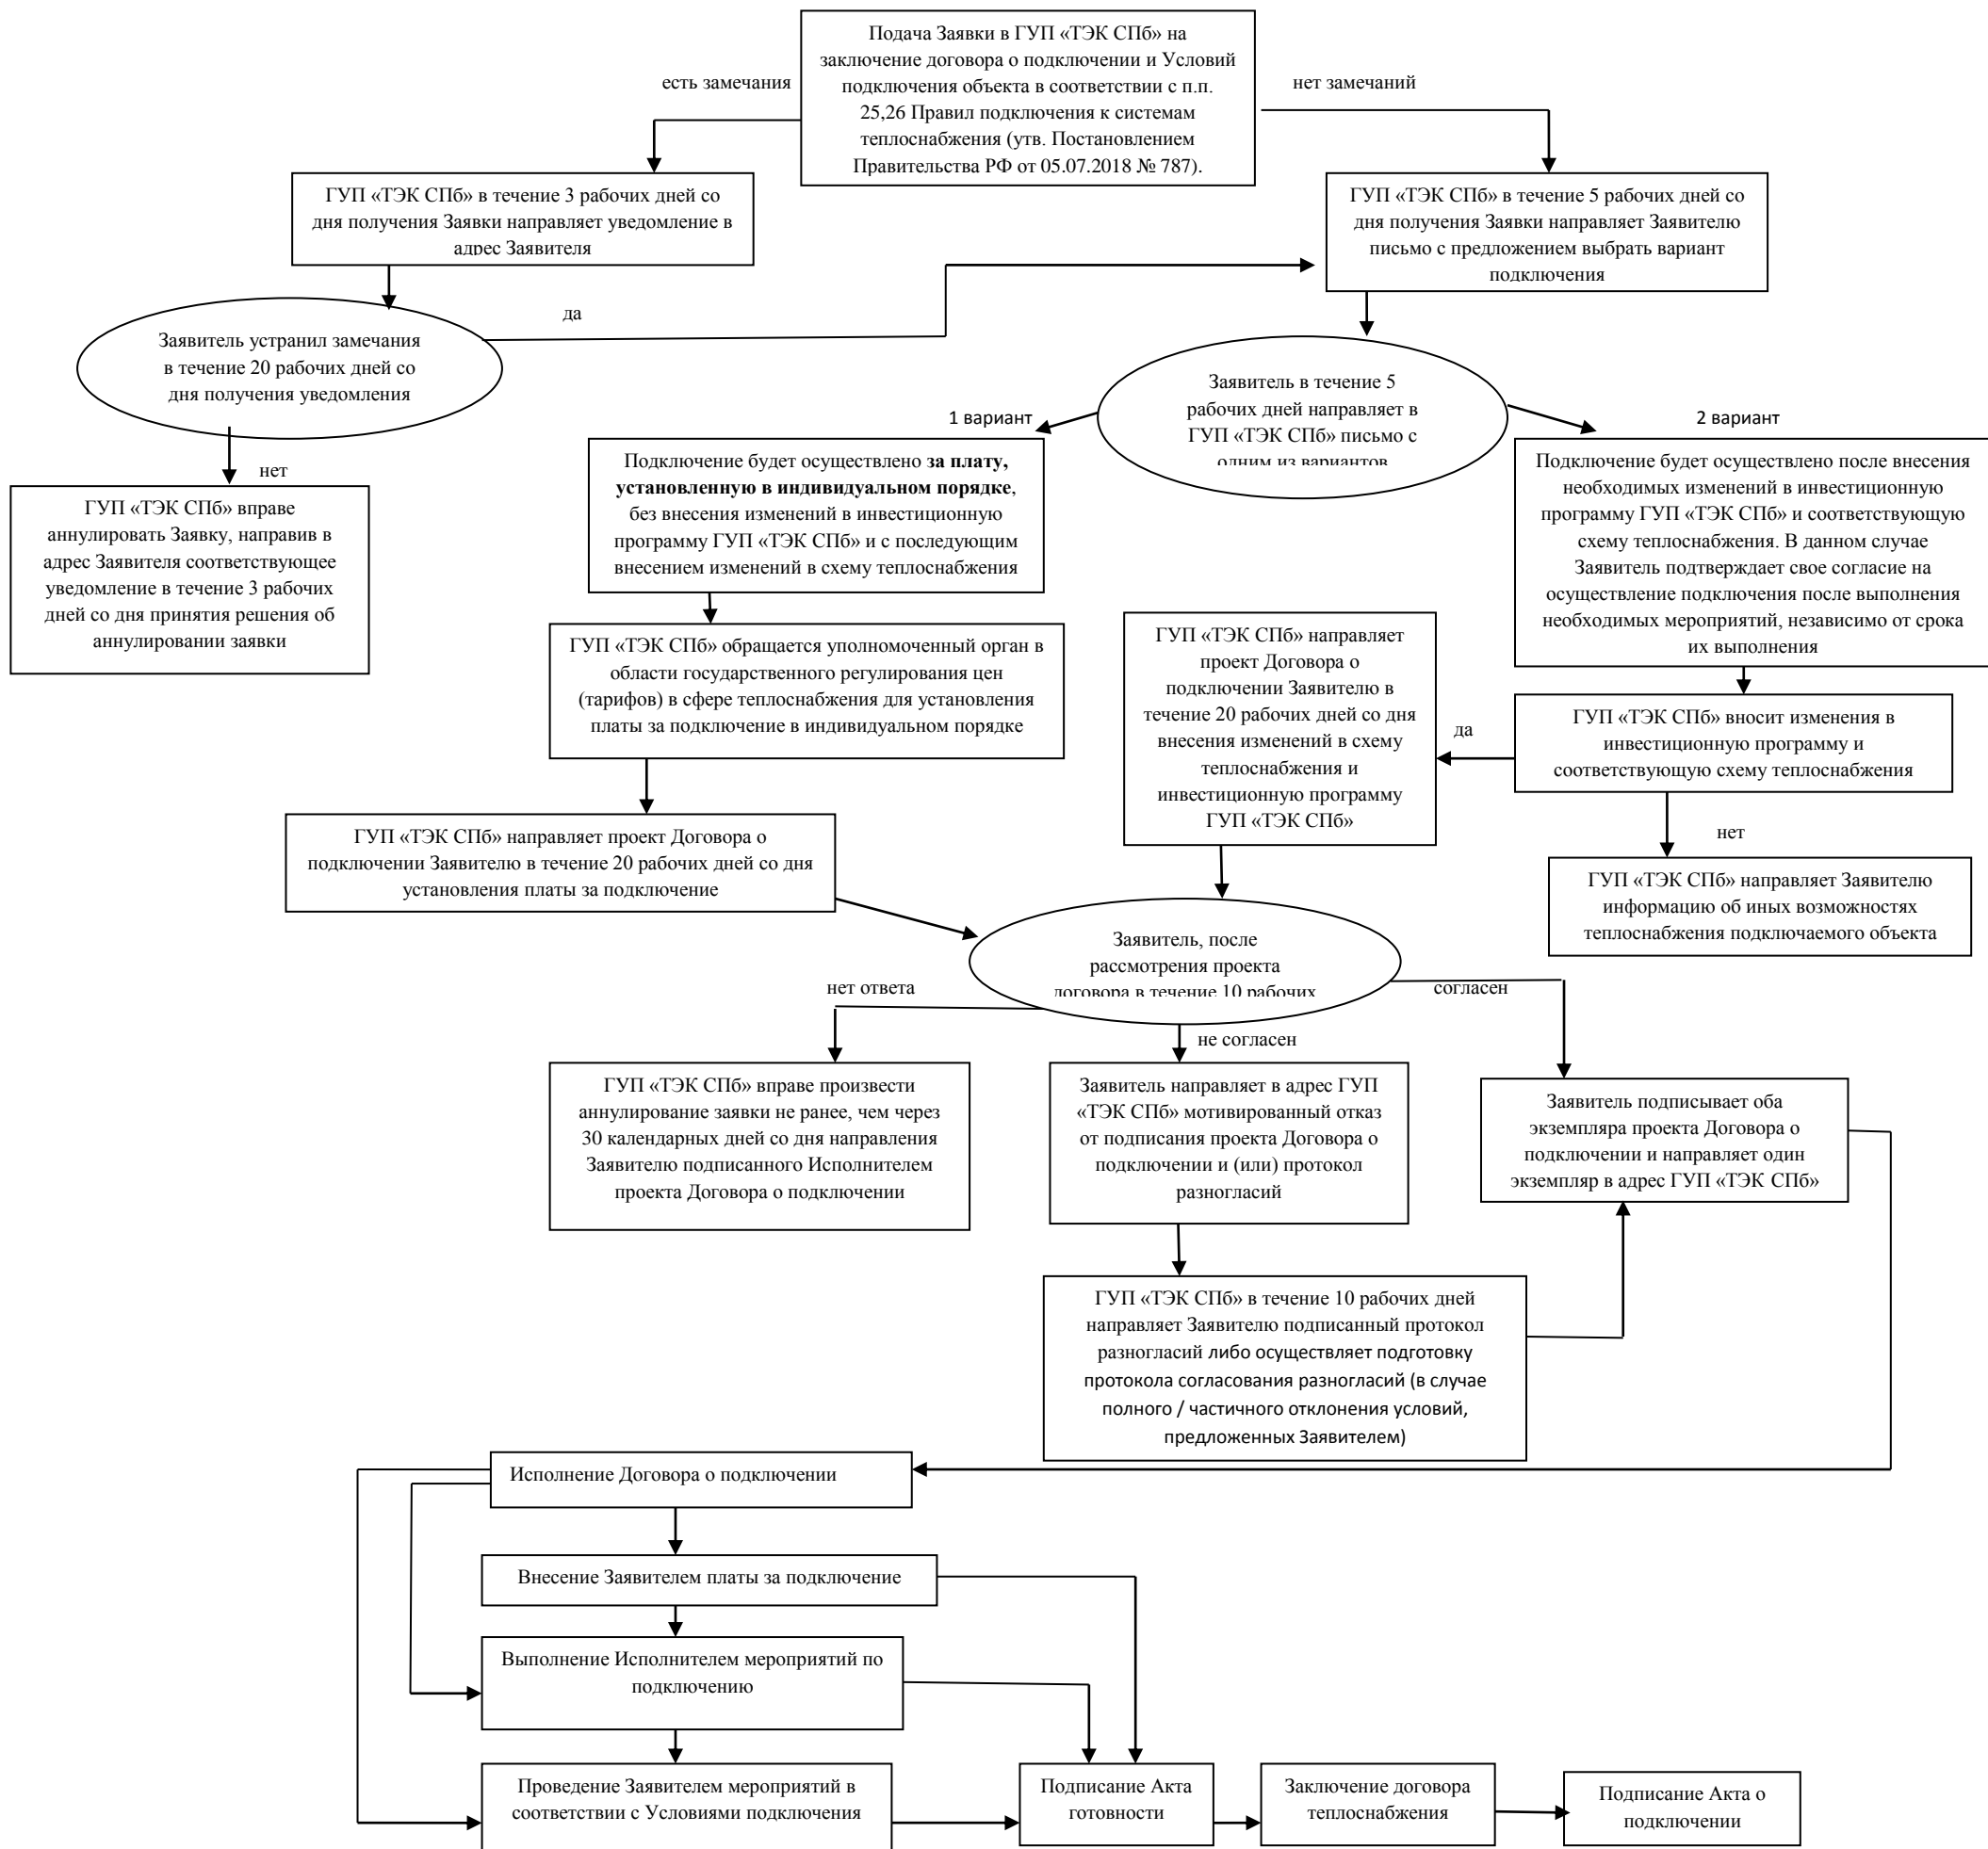 Подача Заявки в ГУП «ТЭК СПб» на
заключение договора о подключении и Условий
подключения объекта в соответствии с п.п.
25,26 Правил подключения к системам
теплоснабжения (утв. Постановлением
Правительства РФ от 05.07.2018 № 787).
есть замечания
нет замечаний
ГУП «ТЭК СПб» в течение 3 рабочих дней со
дня получения Заявки направляет уведомление в
адрес Заявителя
ГУП «ТЭК СПб» в течение 5 рабочих дней со
дня получения Заявки направляет Заявителю
письмо с предложением выбрать вариант
подключения
да
Заявитель устранил замечания
в течение 20 рабочих дней со
дня получения уведомления
нет
ГУП «ТЭК СПб» вправе
аннулировать Заявку, направив в
адрес Заявителя соответствующее
уведомление в течение 3 рабочих
дней со дня принятия решения об
аннулировании заявки
Заявитель в течение 5
рабочих дней направляет в
ГУП «ТЭК СПб» письмо с
одним из вариантов
1 вариант
2 вариант
Подключение будет осуществлено за плату,
установленную в индивидуальном порядке,
без внесения изменений в инвестиционную
программу ГУП «ТЭК СПб» и с последующим
внесением изменений в схему теплоснабжения
Подключение будет осуществлено после внесения
необходимых изменений в инвестиционную
программу ГУП «ТЭК СПб» и соответствующую
схему теплоснабжения. В данном случае
Заявитель подтверждает свое согласие на
осуществление подключения после выполнения
необходимых мероприятий, независимо от срока
их выполнения
ГУП «ТЭК СПб» обращается уполномоченный орган в
области государственного регулирования цен
(тарифов) в сфере теплоснабжения для установления
платы за подключение в индивидуальном порядке
ГУП «ТЭК СПб» направляет
проект Договора о
подключении Заявителю в
течение 20 рабочих дней со дня
внесения изменений в схему
теплоснабжения и
инвестиционную программу
ГУП «ТЭК СПб»
да
ГУП «ТЭК СПб» вносит изменения в
инвестиционную программу и
соответствующую схему теплоснабжения
нет
ГУП «ТЭК СПб» направляет проект Договора о
подключении Заявителю в течение 20 рабочих дней со дня
установления платы за подключение
ГУП «ТЭК СПб» направляет Заявителю
информацию об иных возможностях
теплоснабжения подключаемого объекта
Заявитель, после
рассмотрения проекта
договора в течение 10 рабочих
нет ответа
не согласен
согласен
ГУП «ТЭК СПб» вправе произвести
аннулирование заявки не ранее, чем через
30 календарных дней со дня направления
Заявителю подписанного Исполнителем
проекта Договора о подключении
Заявитель направляет в адрес ГУП
«ТЭК СПб» мотивированный отказ
от подписания проекта Договора о
подключении и (или) протокол
разногласий
Заявитель подписывает оба
экземпляра проекта Договора о
подключении и направляет один
экземпляр в адрес ГУП «ТЭК СПб»
ГУП «ТЭК СПб» в течение 10 рабочих дней
направляет Заявителю подписанный протокол
разногласий либо осуществляет подготовку
протокола согласования разногласий (в случае
полного / частичного отклонения условий,
предложенных Заявителем)
Исполнение Договора о подключении
Внесение Заявителем платы за подключение
Выполнение Исполнителем мероприятий по
подключению
Проведение Заявителем мероприятий в
соответствии с Условиями подключения
Подписание Акта
готовности
Заключение договора
теплоснабжения
Подписание Акта о
подключении